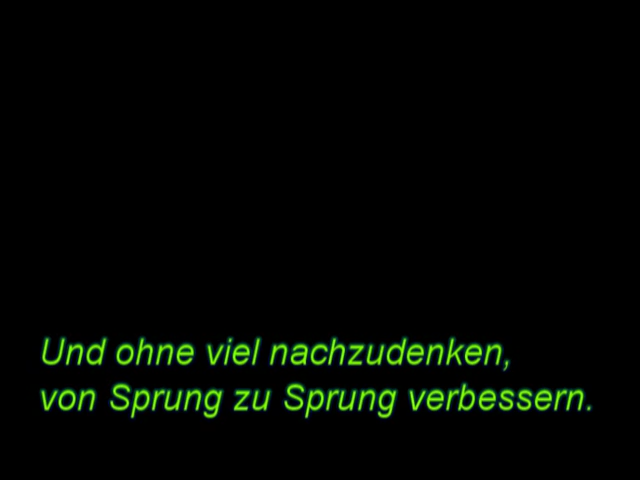 Und ohne viel nachzudenken,
von Sprung zu Sprung verbessern.